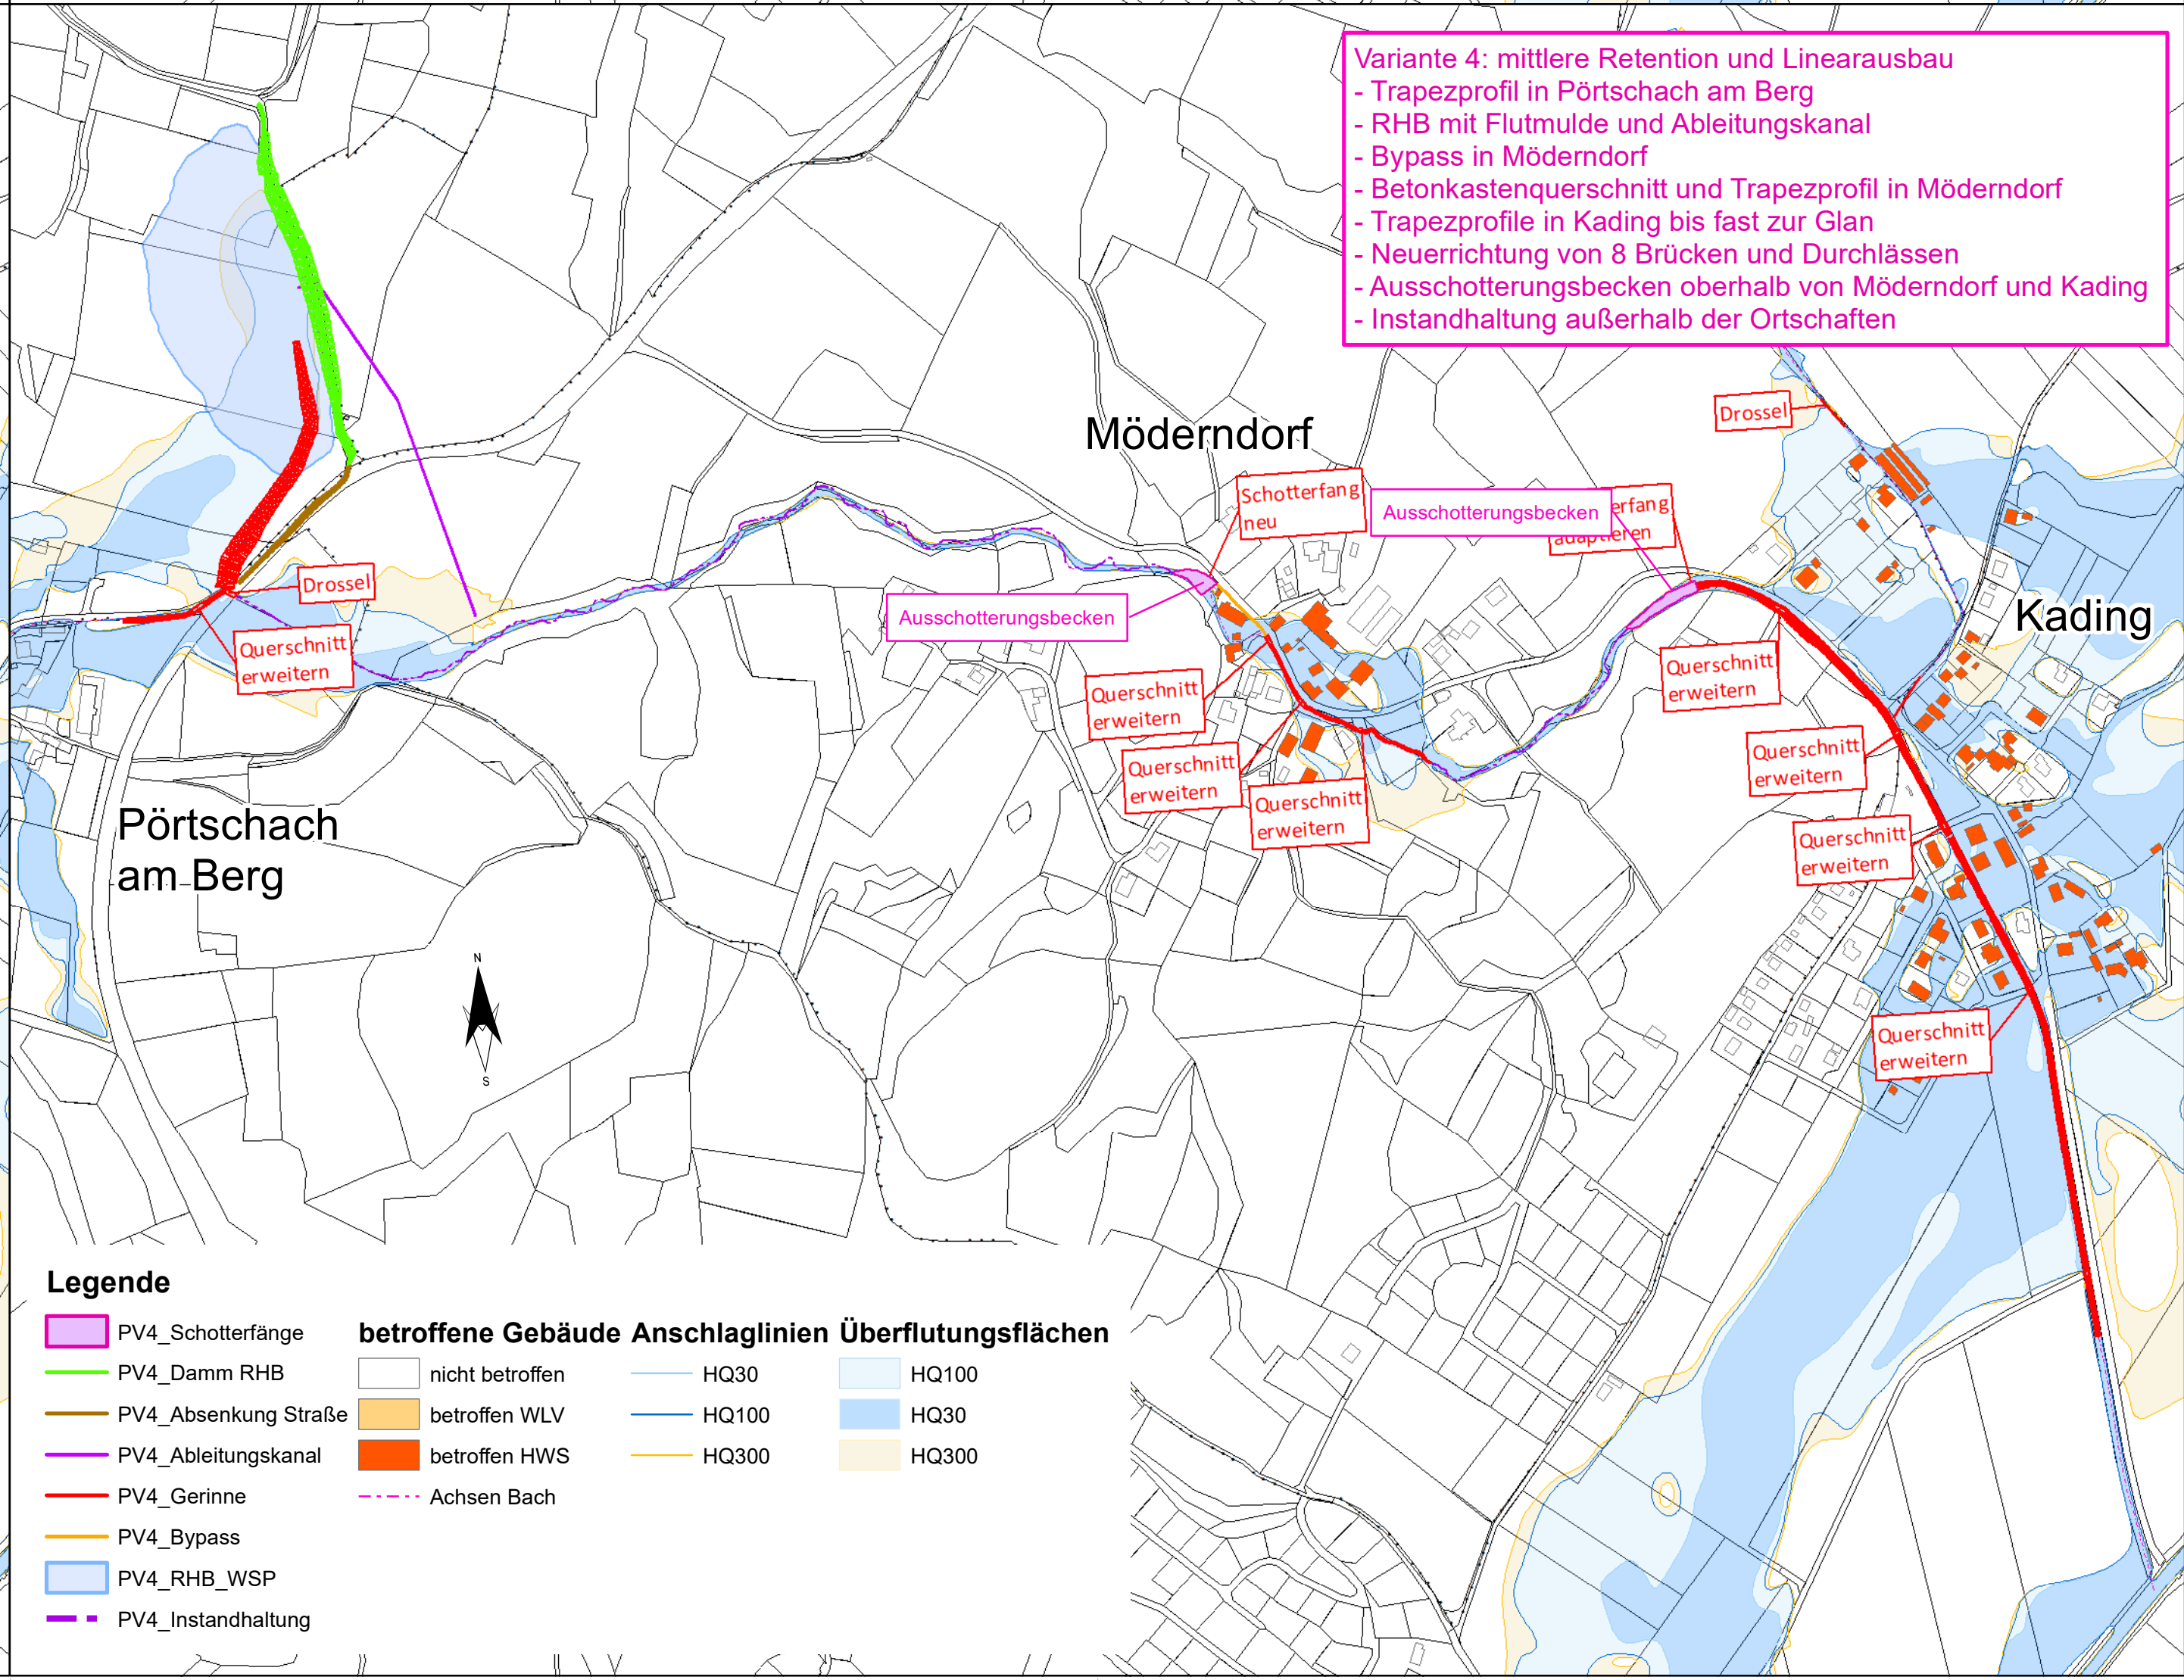 Variante 4: mittlere Retention und Linearausbau
- Trapezprofil in Pörtschach am Berg
- RHB mit Flutmulde und Ableitungskanal
- Bypass in Möderndorf
- Betonkastenquerschnitt und Trapezprofil in Möderndorf
- Trapezprofile in Kading bis fast zur Glan
- Neuerrichtung von 8 Brücken und Durchlässen
- Ausschotterungsbecken oberhalb von Möderndorf und Kading
- Instandhaltung außerhalb der Ortschaften
Drossel
Möderndorf
Schotterfang
neu
Ausschotterungsbecken
erfang
adaptieren
Drossel
Ausschotterungsbecken
Kading
Querschnitt
erweitern
Querschnitt
erweitern
Querschnitt
erweitern
Querschnitt
erweitern
Querschnitt
erweitern
Querschnitt
erweitern
Querschnitt
erweitern
Pörtschach
am Berg
Querschnitt
erweitern
N
S
Legende
PV4_Schotterfänge
PV4_Damm RHB
PV4_Absenkung Straße
PV4_Ableitungskanal
PV4_Gerinne
PV4_Bypass
PV4_RHB_WSP
PV4_Instandhaltung
betroffene Gebäude
nicht betroffen
betroffen WLV
betroffen HWS
Achsen Bach
Anschlaglinien
HQ30
HQ100
HQ300
Überflutungsflächen
HQ100
HQ30
HQ300